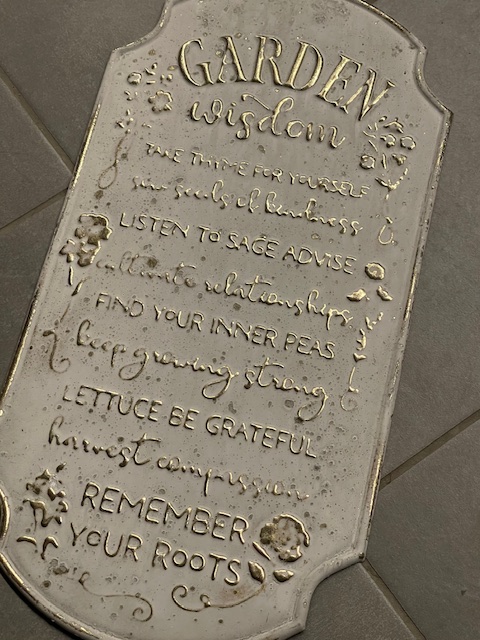 GARDEN
wisdom
TAKE THYME FOR YOURSELF
sow seeds of kindness
LISTEN TO SAGE ADVISE
cultivate relationships
FIND YOUR INNER PEAS
keep growing strong
LETTUCE BE GRATEFUL
harvest compassion
REMEMBER
YOUR ROOTS